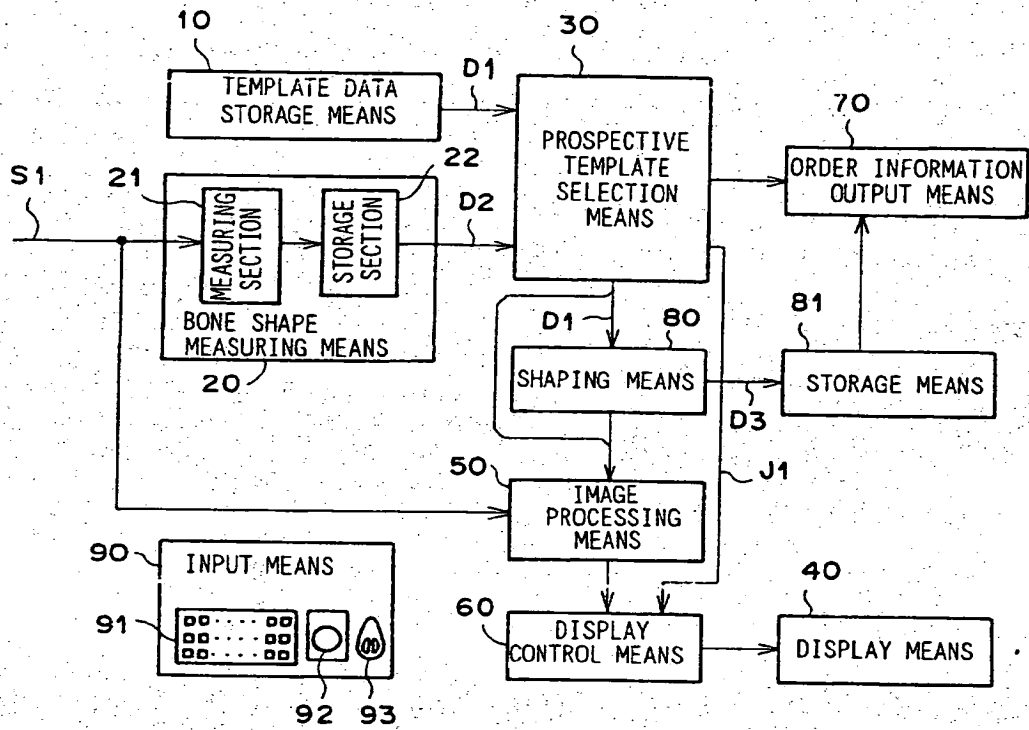 10
30
TEMPLATE DATA
STORAGE MEANS
D1
PROSPECTIVE
TEMPLATE
SELECTION
MEANS
70
ORDER INFORMATION
OUTPUT MEANS
S1
21
MEASURING
SECTION
22
STORAGE
SECTION
D2
BONE SHAPE
MEASURING MEANS
20
D1
80
SHAPING MEANS
D3
81
STORAGE MEANS
50
IMAGE
PROCESSING
MEANS
J1
90
INPUT MEANS
91
92
93
60
DISPLAY
CONTROL MEANS
40
DISPLAY MEANS